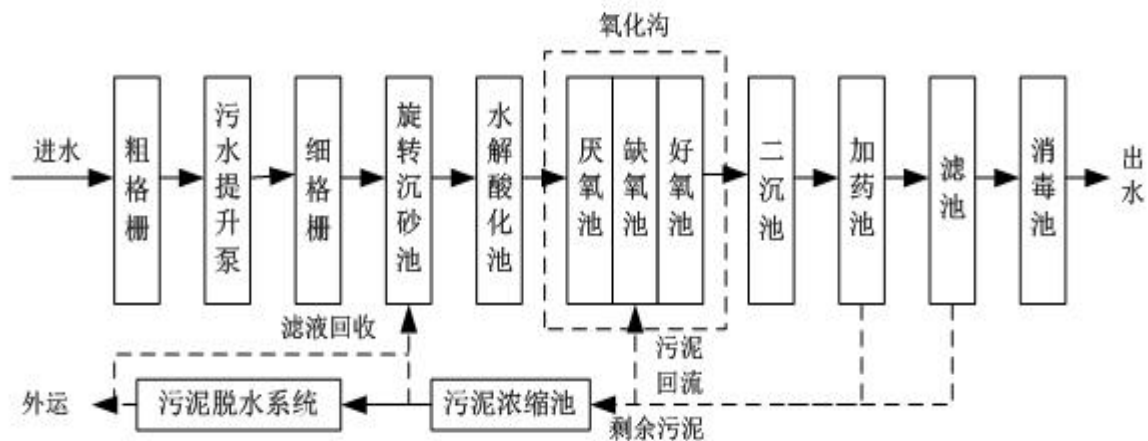 氧化沟
进水
粗格栅
污水提升泵
细格栅
旋转沉砂池
水解酸化池
厌氧池
缺氧池
好氧池
二沉池
加药池
滤池
消毒池
出水
滤液回收
污泥
回流
外运
污泥脱水系统
污泥浓缩池
剩余污泥